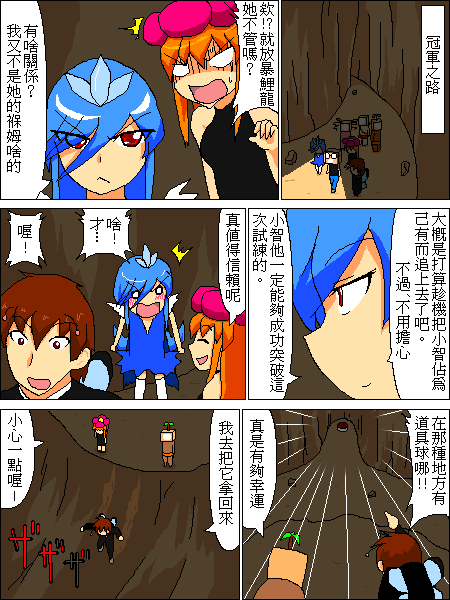 冠軍之路
欸!?就放暴鯉龍
她不管嗎?
有啥關係?
我又不是她的褓姆啥的
大概是打算趁機把小智佔為
己有而追上去了吧。
不過、不用擔心
小智他一定能夠成功突破這
次試練的。
真值得信賴呢
啥!
才…
喔!
在那種地方有
道具球哪!!
真是有夠幸運
我去把它拿回來
小心一點喔-
ザザザ